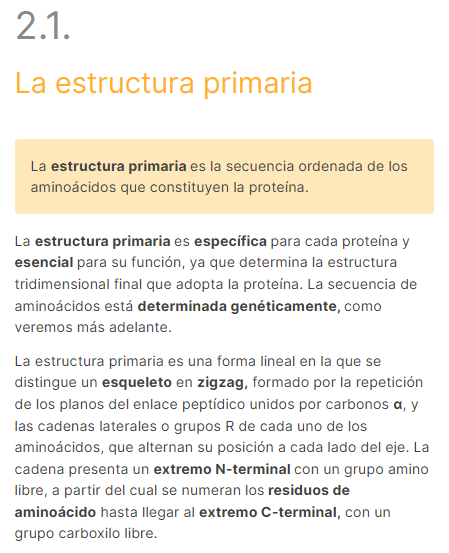 2.1.
La estructura primaria
La estructura primaria es la secuencia ordenada de los
aminoácidos que constituyen la proteína.
La estructura primaria es específica para cada proteína y
esencial para su función, ya que determina la estructura
tridimensional final que adopta la proteína. La secuencia de
aminoácidos está determinada genéticamente, como
veremos más adelante.
La estructura primaria es una forma lineal en la que se
distingue un esqueleto en zigzag, formado por la repetición
de los planos del enlace peptídico unidos por carbonos α, y
las cadenas laterales o grupos R de cada uno de los
aminoácidos, que alternan su posición a cada lado del eje. La
cadena presenta un extremo N-terminal con un grupo amino
libre, a partir del cual se numeran los residuos de
aminoácido hasta llegar al extremo C-terminal, con un
grupo carboxilo libre.